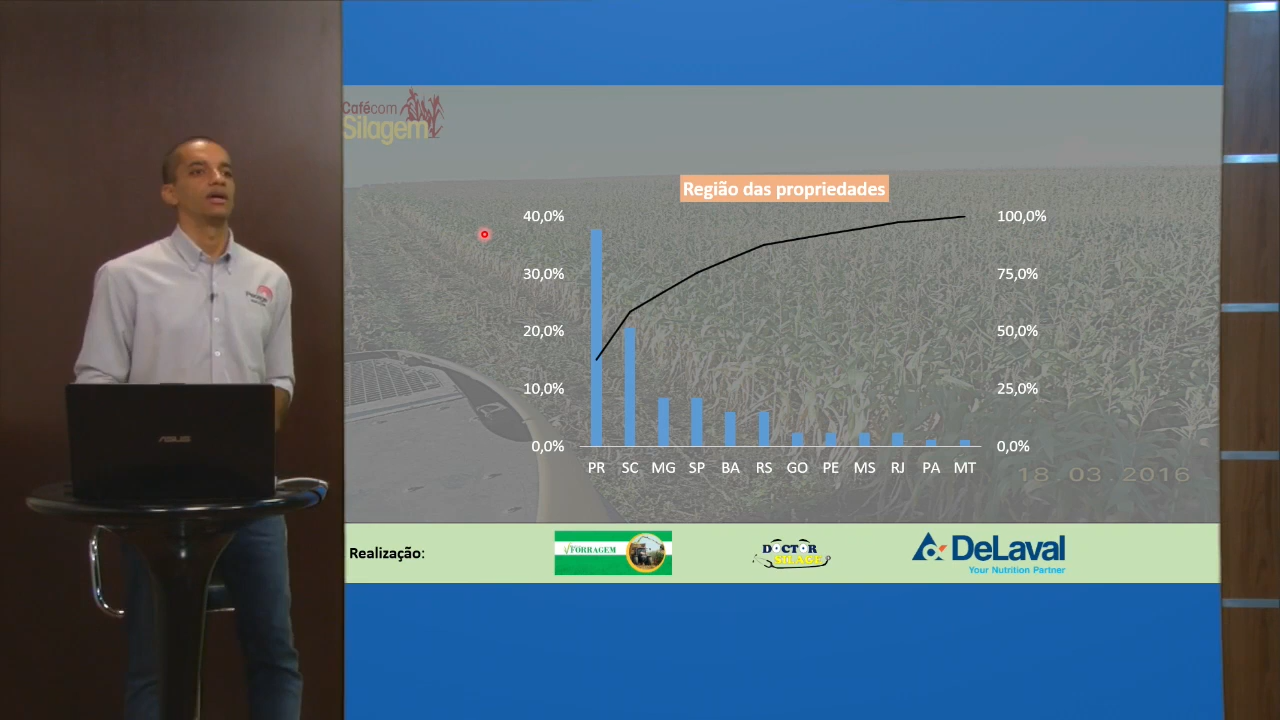 Café com
Silagem
Região das propriedades
40,0%
30,0%
20,0%
10,0%
0,0%
100,0%
75,0%
50,0%
25,0%
0,0%
PR SC MG SP BA RS GO PE MS RJ PA MT
18 03 2016
Realização:
FORRAGEM
DOCTOR
SILAGE
DeLaval
Your Nutrition Partner
ASUS